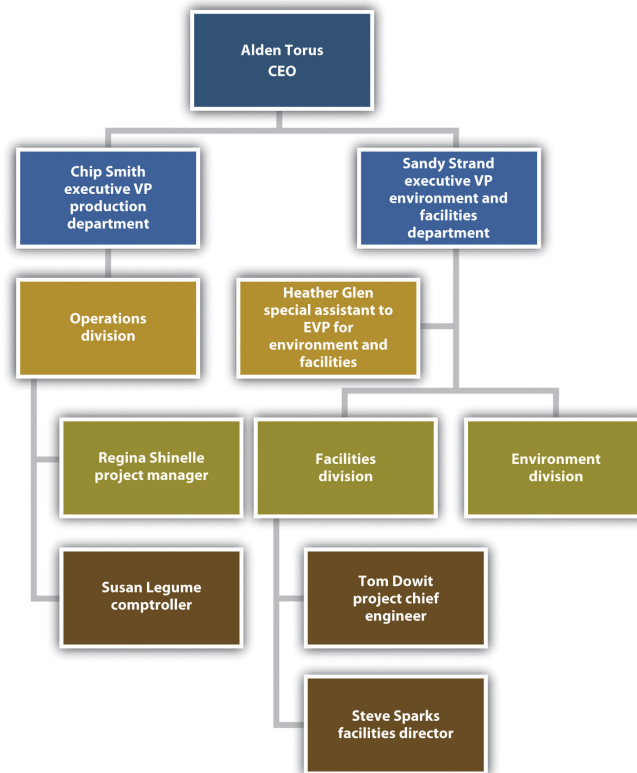 Alden Torus
CEO
Chip Smith
executive VP
production
department
Sandy Strand
executive VP
environment and
facilities
department
Operations
division
Heather Glen
special assistant to
EVP for
environment and
facilities
Regina Shinelle
project manager
Facilities
division
Environment
division
Susan Legume
comptroller
Tom Dowit
project chief
engineer
Steve Sparks
facilities director